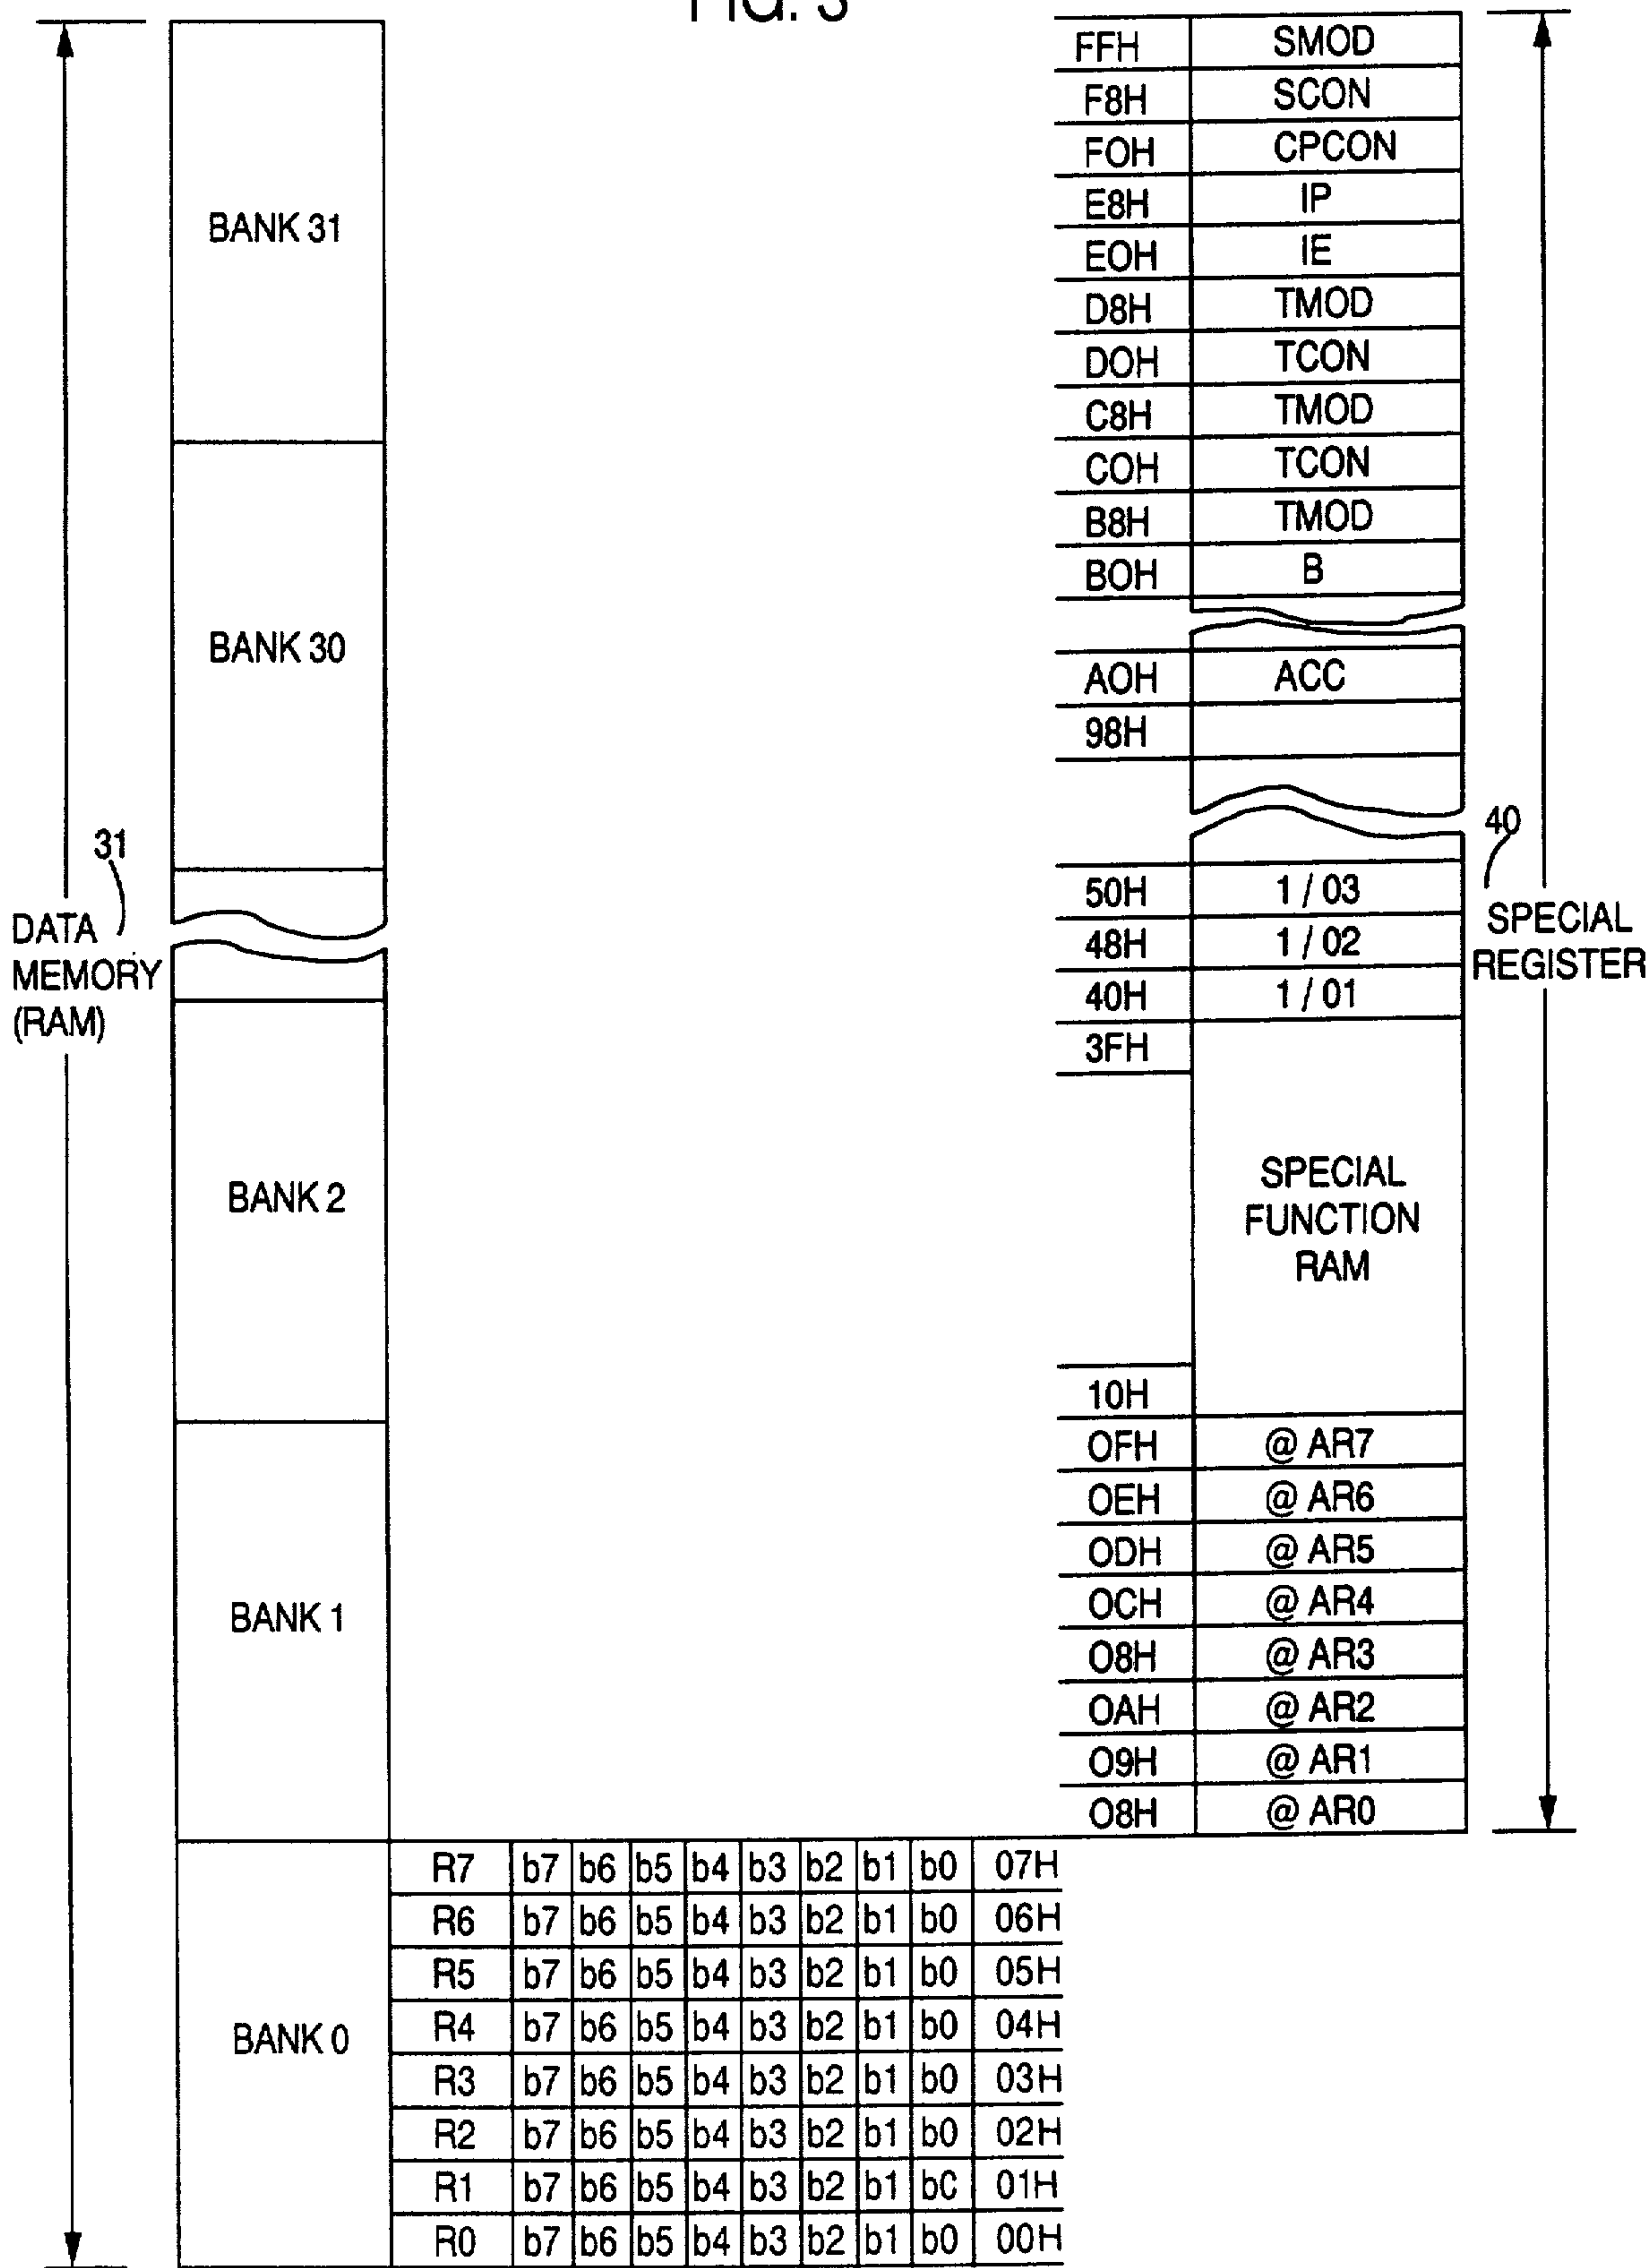 FIG. 3
FFH SMOD
F8H SCON
FOH CPCON
E8H IP
EOH IE
D8H TMOD
DOH TCON
C8H TMOD
COH TCON
B8H TMOD
BOH B
AOH ACC
98H
50H 1 / 03
48H 1 / 02
40H 1 / 01
3FH
SPECIAL
FUNCTION
RAM
10H
OFH @ AR7
OEH @ AR6
ODH @ AR5
OCH @ AR4
O8H @ AR3
OAH @ AR2
O9H @ AR1
O8H @ AR0
40
SPECIAL
REGISTER
31
DATA
MEMORY
(RAM)
BANK 31
BANK 30
BANK 2
BANK 1
BANK 0
R7 b7 b6 b5 b4 b3 b2 b1 b0 07H
R6 b7 b6 b5 b4 b3 b2 b1 b0 06H
R5 b7 b6 b5 b4 b3 b2 b1 b0 05H
R4 b7 b6 b5 b4 b3 b2 b1 b0 04H
R3 b7 b6 b5 b4 b3 b2 b1 b0 03H
R2 b7 b6 b5 b4 b3 b2 b1 b0 02H
R1 b7 b6 b5 b4 b3 b2 b1 bC 01H
R0 b7 b6 b5 b4 b3 b2 b1 b0 00H